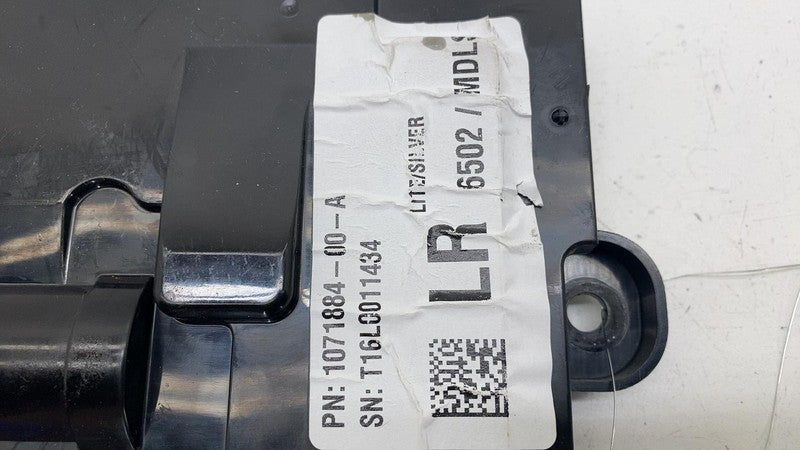 PN: 1071884-00-A
SN: T16L0011434
LITE/SILVER
LR 6502 / MDLS